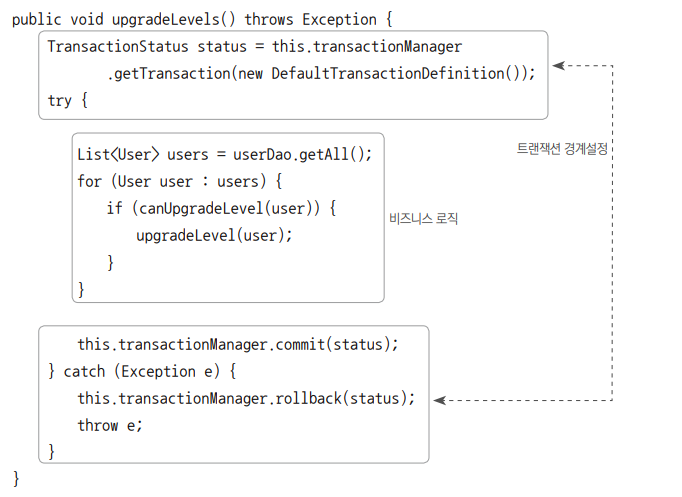 public void upgradeLevels() throws Exception {
TransactionStatus status = this.transactionManager
.getTransaction(new DefaultTransactionDefinition());
try {
트랜잭션 경계설정
List<User> users = userDao.getAll();
for (User user : users) {
if (canUpgradeLevel(user)) {
비즈니스 로직
upgradeLevel(user);
}
}
this.transactionManager.commit(status);
} catch (Exception e) {
this.transactionManager.rollback(status);
throw e;
}
}